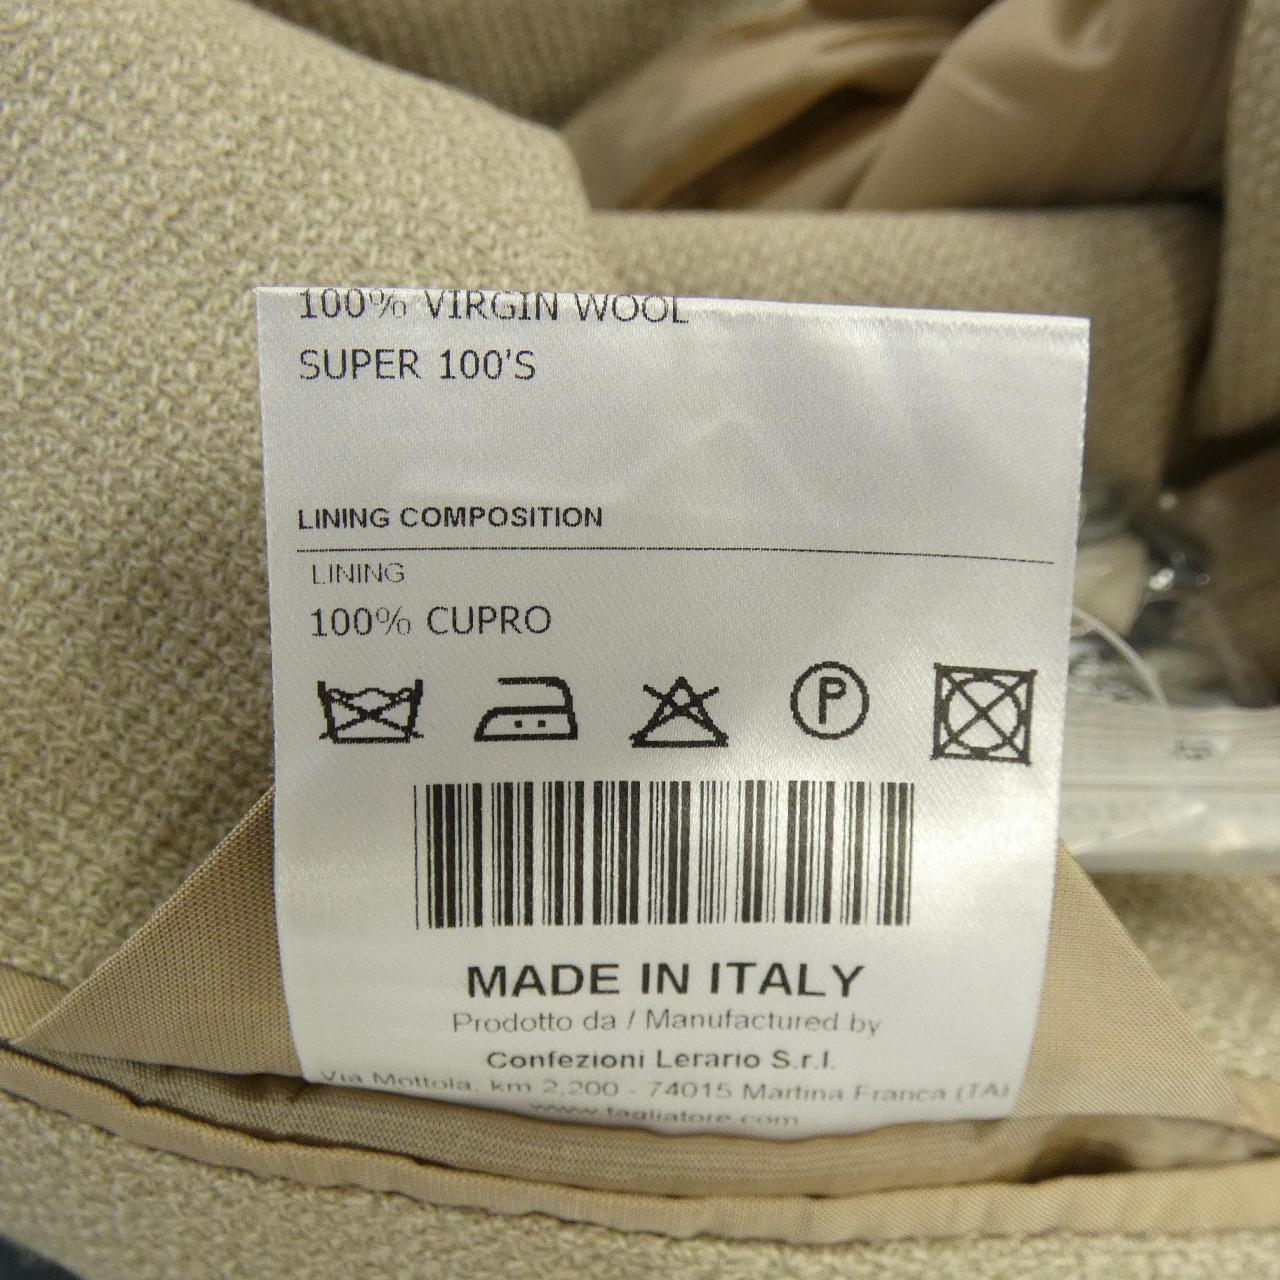 100% VIRGIN WOOL
SUPER 100'S
LINING COMPOSITION
LINING
100% CUPRO
P
MADE IN ITALY
Prodotto da / Manufactured by
Confezioni Lerario S.r.l.
Via Mottola, km 2,200 - 74015 Martina Franca (TA)
www.tagliatore.com